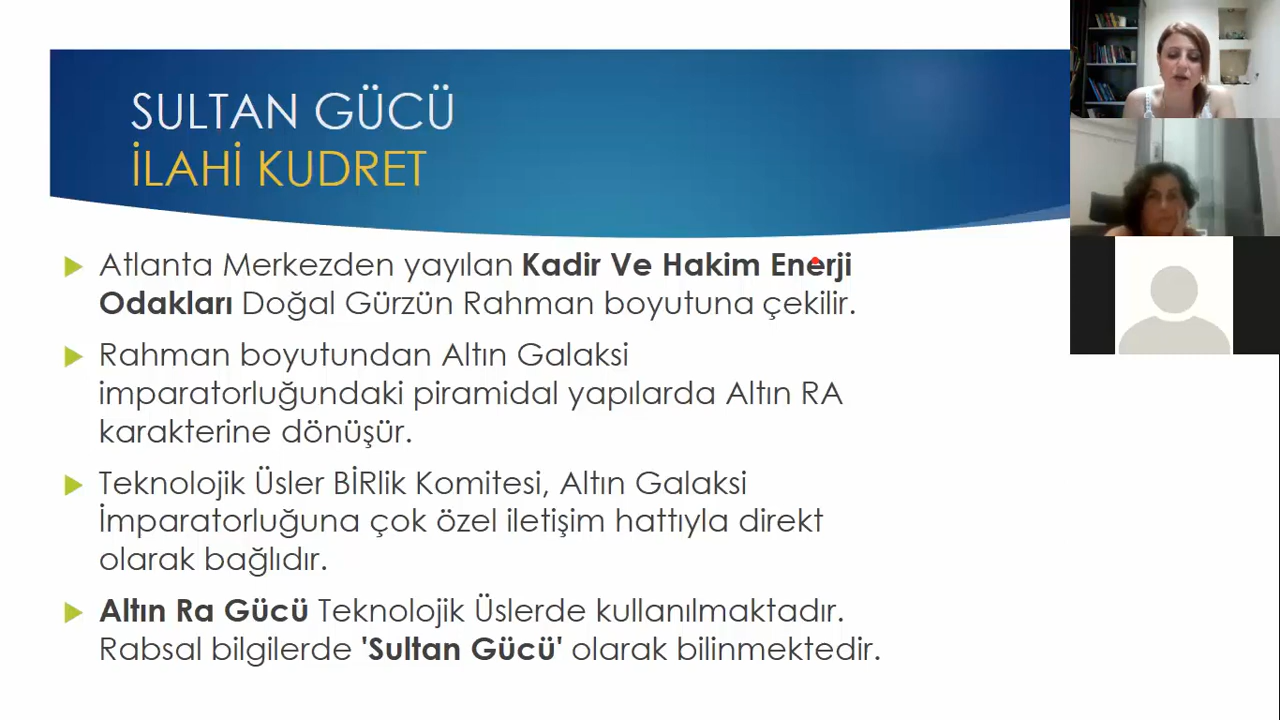 SULTAN GÜCÜ
İLAHİ KUDRET
Atlanta Merkezden yayılan Kadir Ve Hakim Enerji
Odakları Doğal Gürzün Rahman boyutuna çekilir.
Rahman boyutundan Altın Galaksi
imparatorluğundaki piramidal yapılarda Altın RA
karakterine dönüşür.
Teknolojik Üsler BİRlik Komitesi, Altın Galaksi
İmparatorluğuna çok özel iletişim hattıyla direkt
olarak bağlıdır.
Altın Ra Gücü Teknolojik Üslerde kullanılmaktadır.
Rabsal bilgilerde 'Sultan Gücü' olarak bilinmektedir.